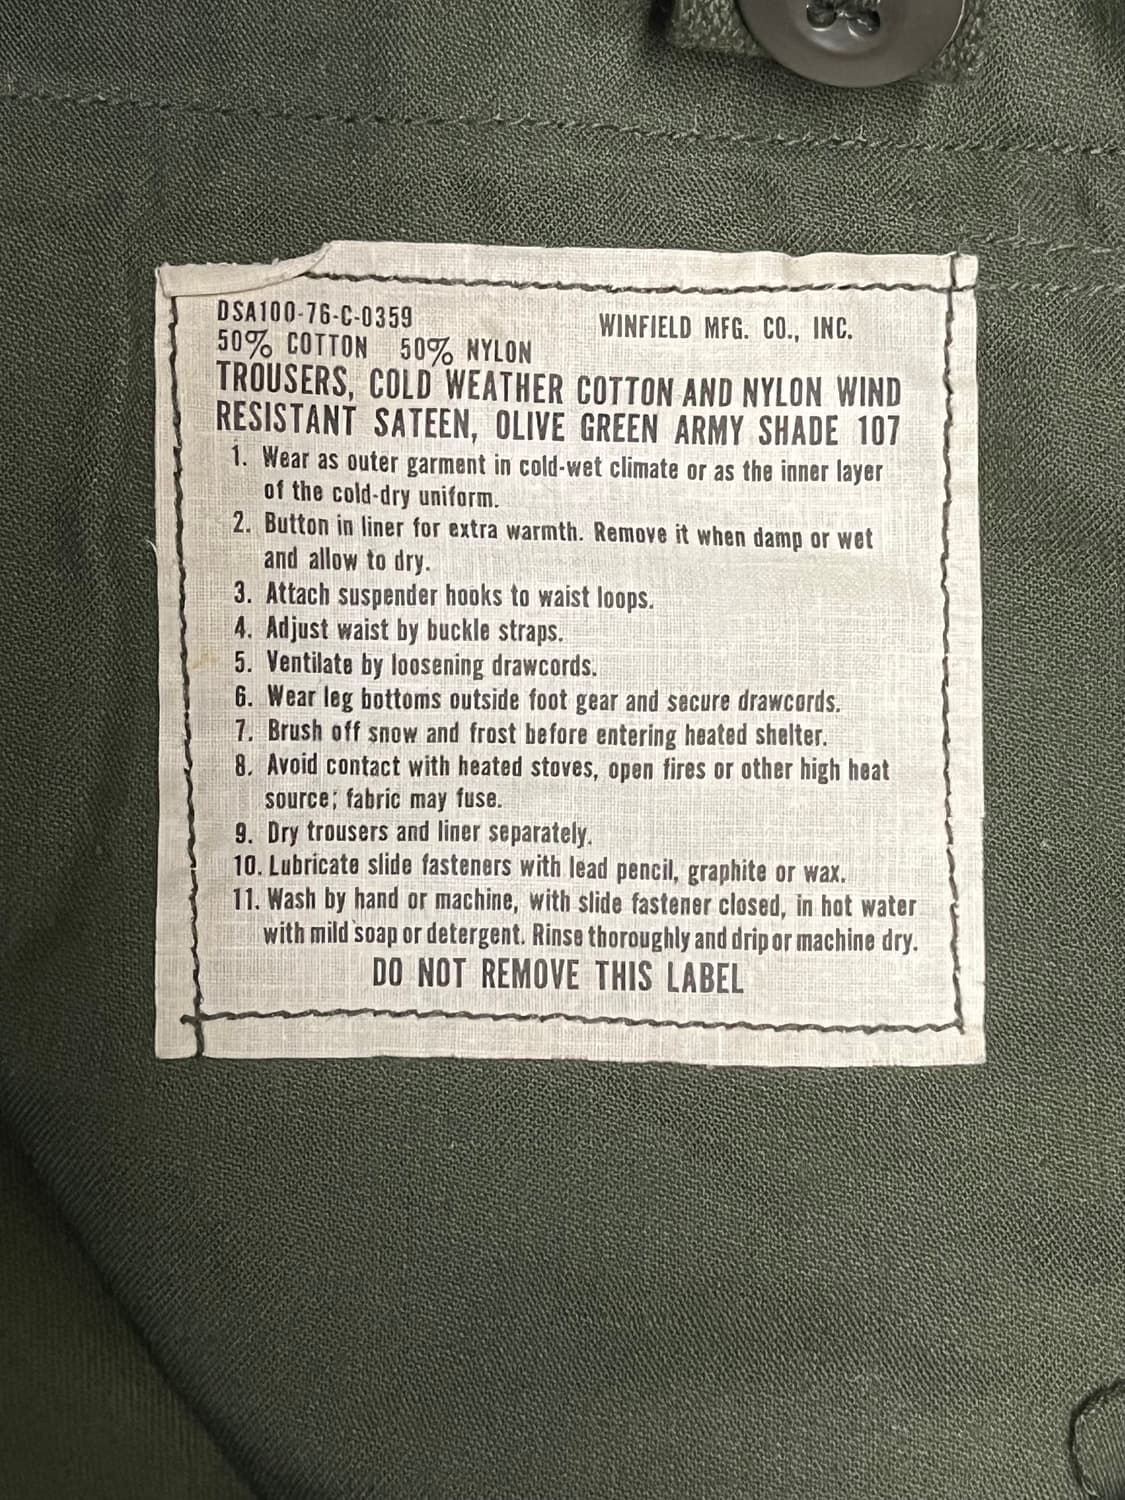 DSA100-76-C-0359
WINFIELD MFG. CO., INC.
50% COTTON 50% NYLON
TROUSERS, COLD WEATHER COTTON AND NYLON WIND
RESISTANT SATEEN, OLIVE GREEN ARMY SHADE 107
1. Wear as outer garment in cold-wet climate or as the inner layer
of the cold-dry uniform.
2. Button in liner for extra warmth. Remove it when damp or wet
and allow to dry.
3. Attach suspender hooks to waist loops.
4. Adjust waist by buckle straps.
5. Ventilate by loosening drawcords.
6. Wear leg bottoms outside foot gear and secure drawcords.
7. Brush off snow and frost before entering heated shelter.
8. Avoid contact with heated stoves, open fires or other high heat
source; fabric may fuse.
9. Dry trousers and liner separately.
10. Lubricate slide fasteners with lead pencil, graphite or wax.
11. Wash by hand or machine, with slide fastener closed, in hot water
with mild soap or detergent. Rinse thoroughly and drip or machine dry.
DO NOT REMOVE THIS LABEL